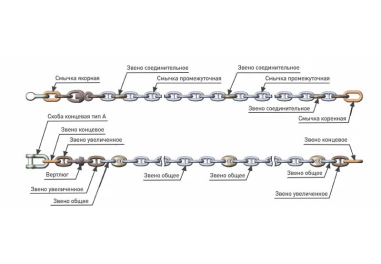 Звено соединительное
Звено соединительное
Смычка якорная
Смычка промежуточная
Смычка промежуточная
Звено соединительное
Смычка коренная
Скоба концевая тип А
Звено концевое
Звено увеличенное
Звено концевое
Вертлюг
Звено общее
Звено общее
Звено общее
Звено увеличенное
Звено увеличенное
Звено общее